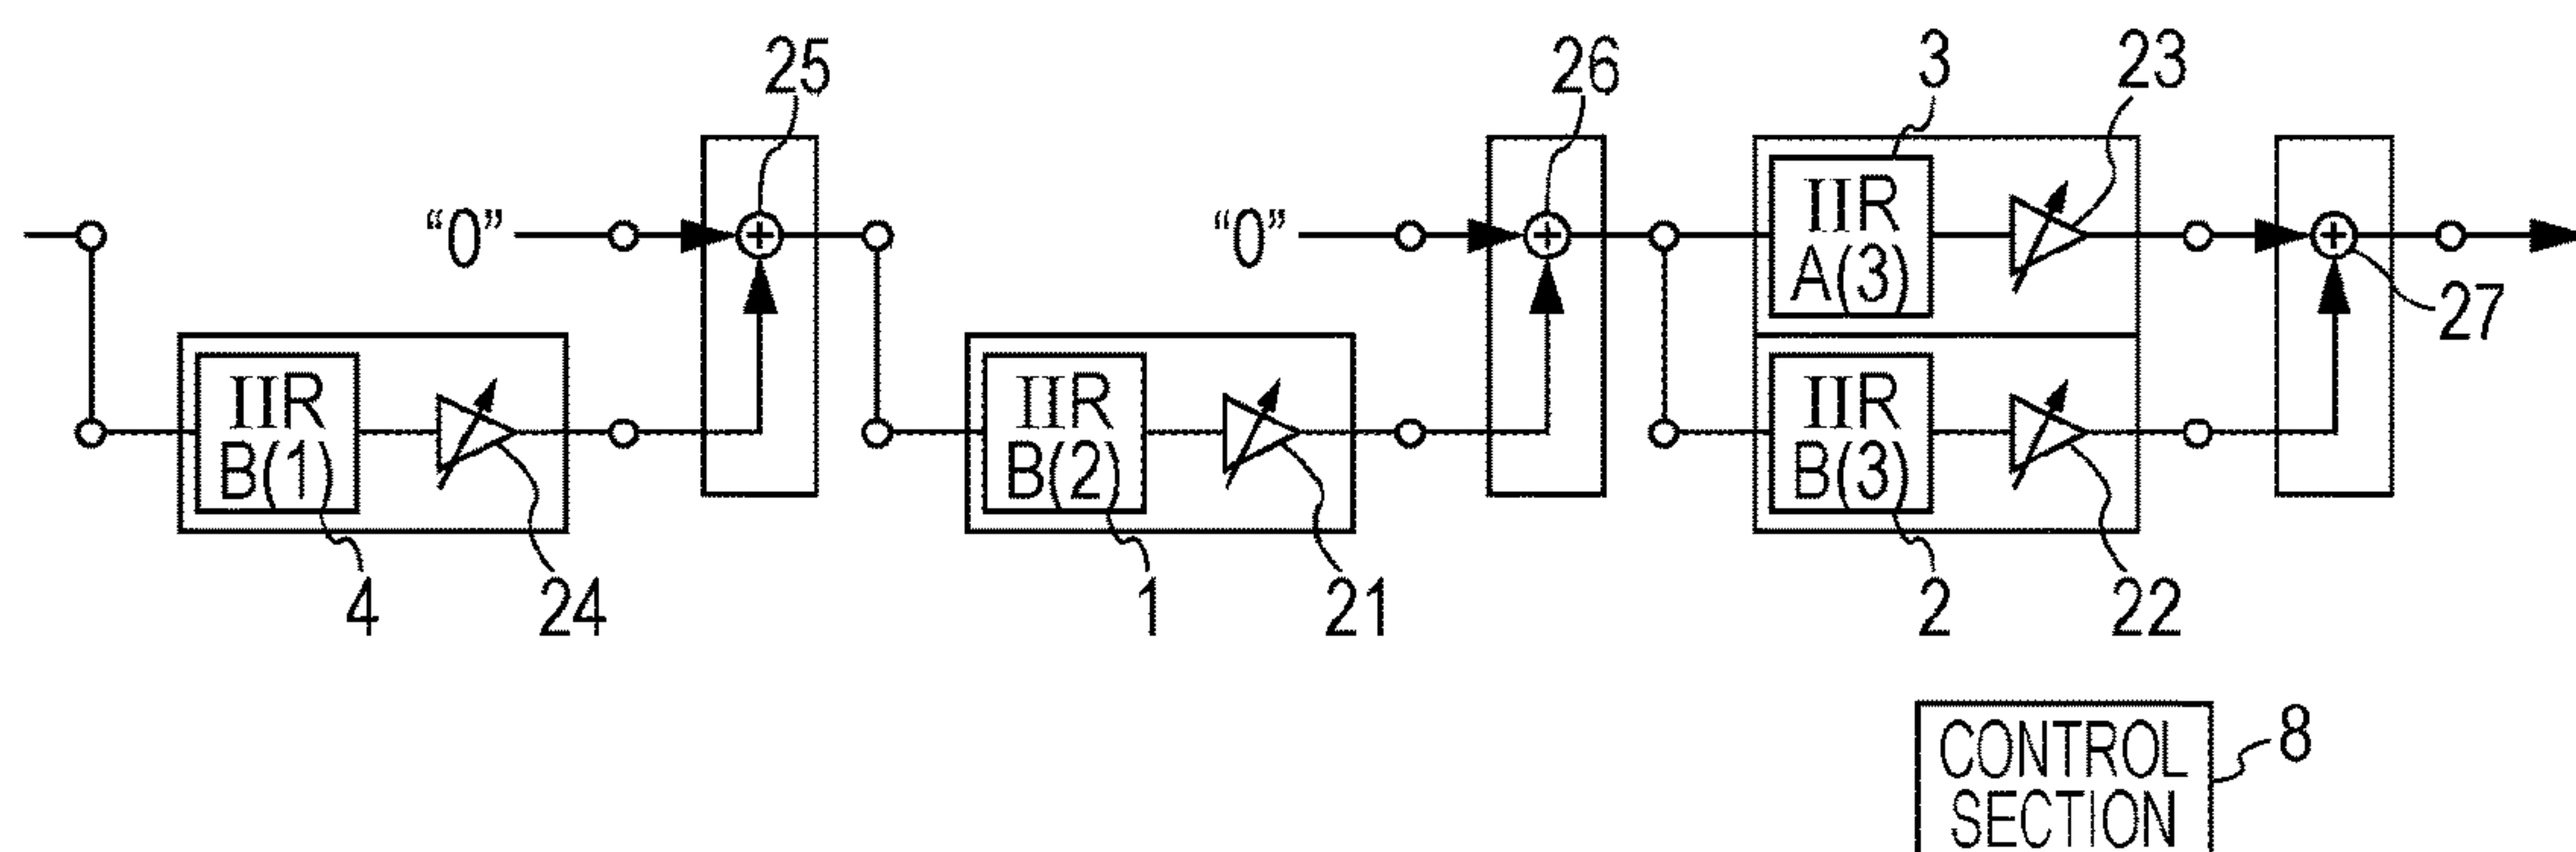 25
26
3
23
"0"
"0"
IIR
A(3)
27
IIR
B(1)
IIR
B(2)
IIR
B(3)
4
24
1
21
2
22
CONTROL
SECTION
8